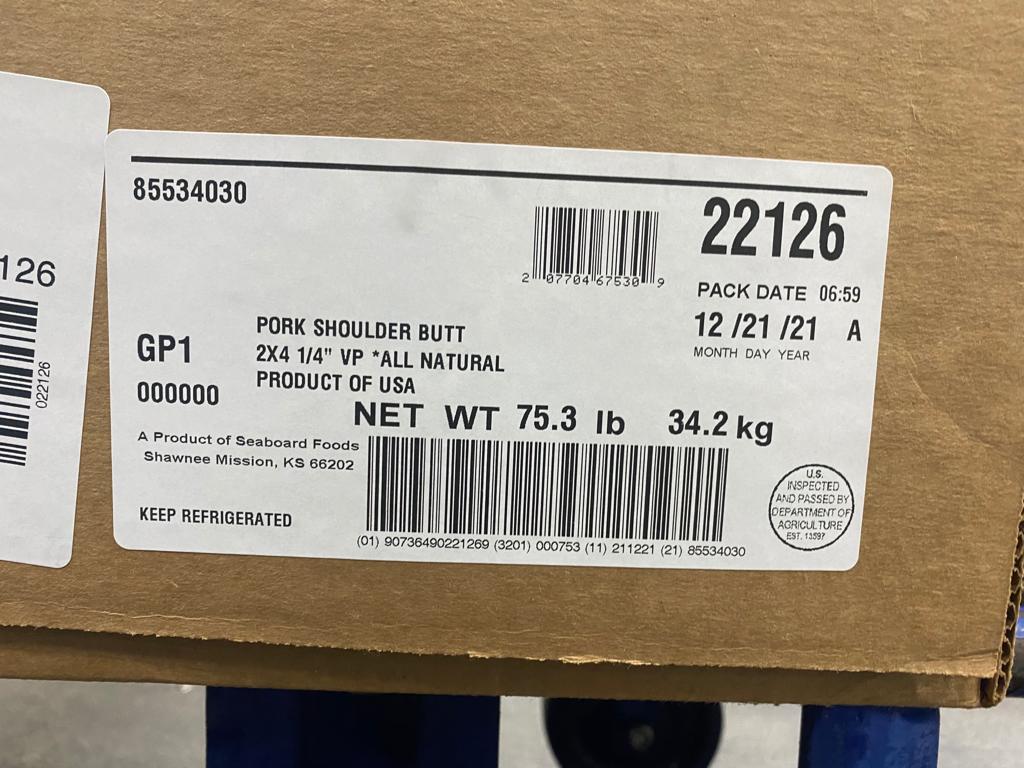 126
022126
85534030
22126
2 07704 67530 9
PACK DATE 06:59
12 /21 /21 A
MONTH DAY YEAR
GP1
000000
PORK SHOULDER BUTT
2X4 1/4" VP *ALL NATURAL
PRODUCT OF USA
NET WT 75.3 lb 34.2 kg
A Product of Seaboard Foods
Shawnee Mission, KS 66202
KEEP REFRIGERATED
(01) 90736490221269 (3201) 000753 (11) 211221 (21) 85534030
U.S.
INSPECTED
AND PASSED BY
DEPARTMENT OF
AGRICULTURE
EST. 13597